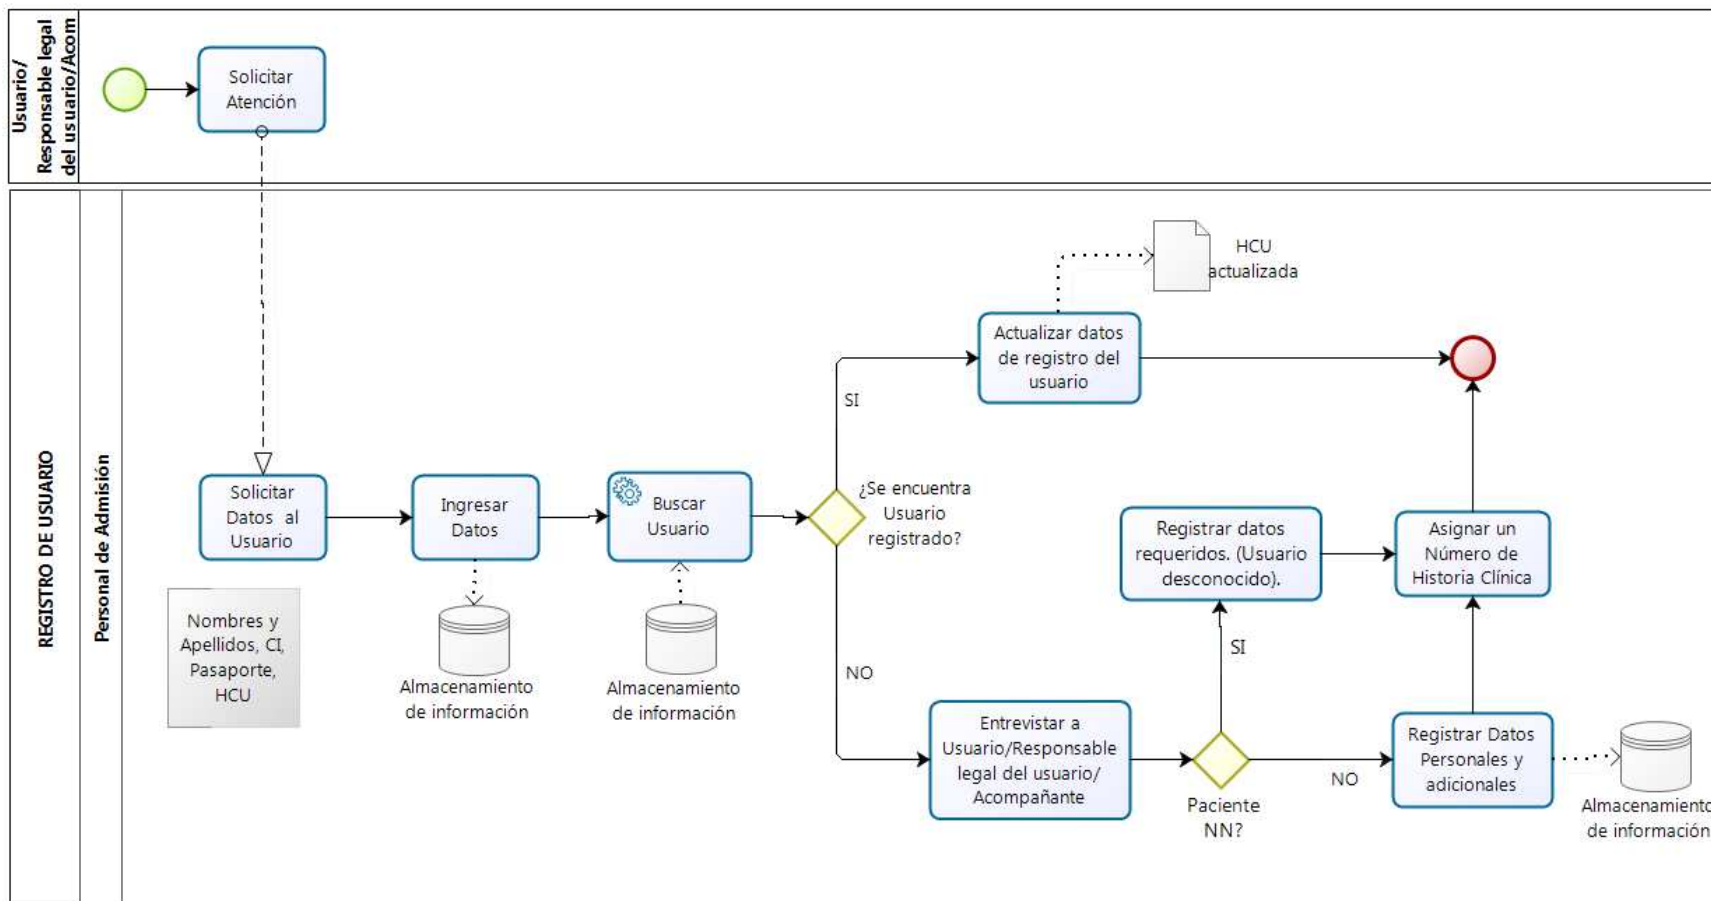 Usuario/
Responsable legal
del usuario/Acom
Solicitar
Atención
REGISTRO DE USUARIO
Personal de Admisión
Solicitar
Datos al
Usuario
Nombres y
Apellidos, CI,
Pasaporte,
HCU
Ingresar
Datos
Almacenamiento
de información
Buscar
Usuario
Almacenamiento
de información
¿Se encuentra
Usuario
registrado?
SI
Actualizar datos
de registro del
usuario
HCU
actualizada
NO
Entrevistar a
Usuario/Responsable
legal del usuario/
Acompañante
Paciente
NN?
SI
Registrar datos
requeridos. (Usuario
desconocido).
NO
Registrar Datos
Personales y
adicionales
Almacenamiento
de información
Asignar un
Número de
Historia Clínica